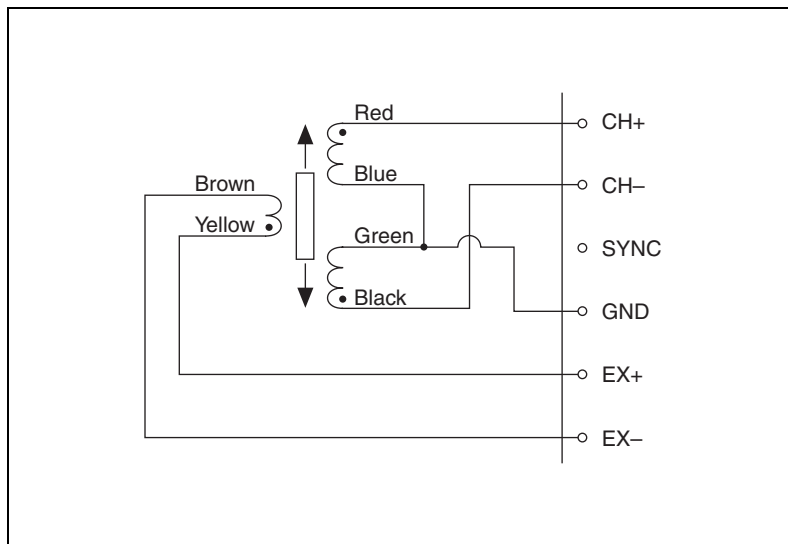 Red
CH+
Blue
CH–
Brown
Yellow
Green
SYNC
Black
GND
EX+
EX–